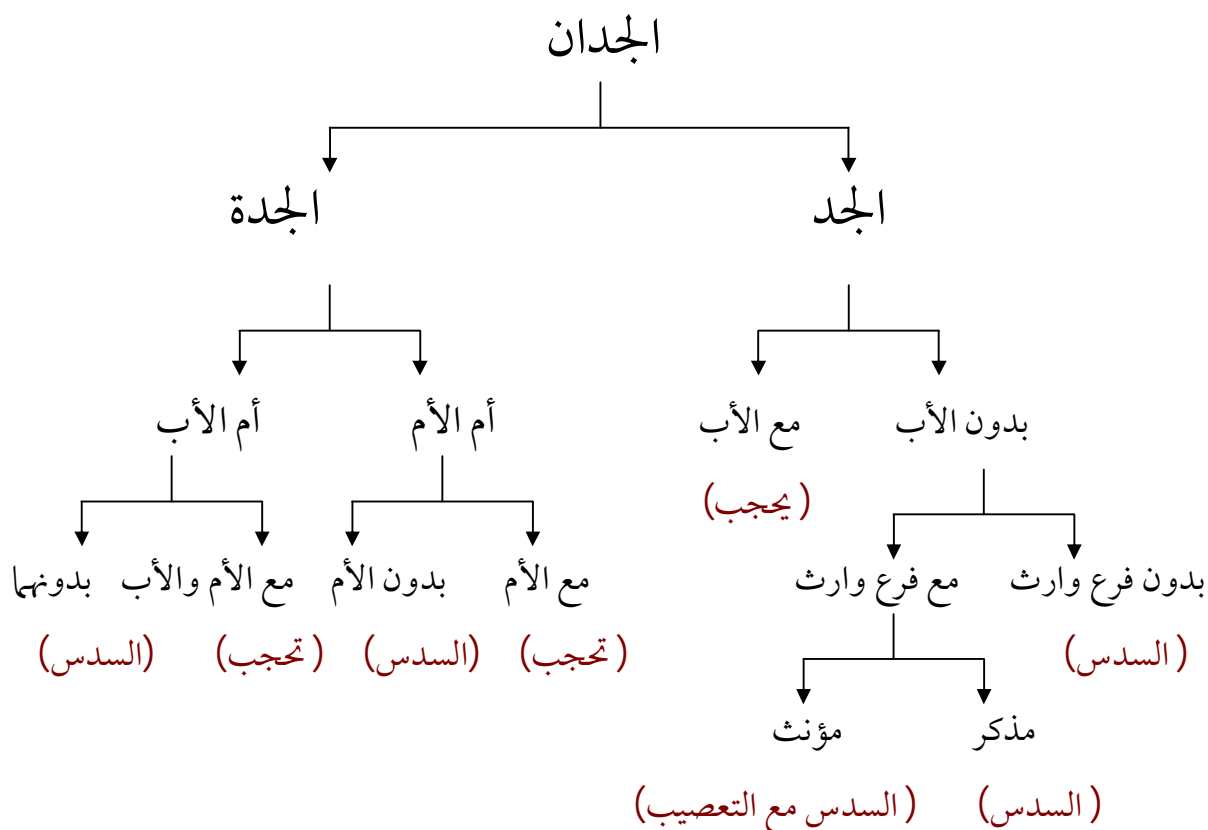 الجدان
الجد الجدة
بدون الأب مع الأب أم الأم أم الأب
(يحجب)
بدون فرع وارث مع فرع وارث مع الأم بدون الأم مع الأم والأب بدونهما
(السدس) (تحجب) (السدس) (تحجب) (السدس)
مذكر مؤنث
(السدس) (السدس مع التعصيب)